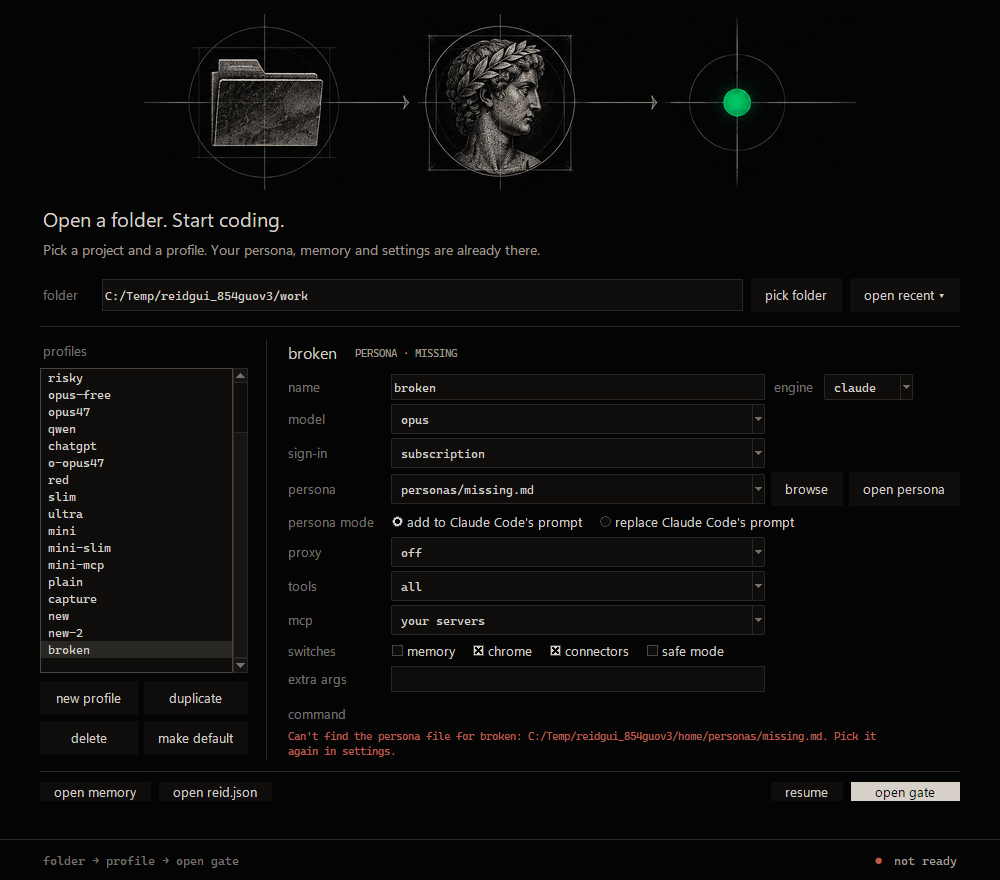 Open a folder. Start coding.
Pick a project and a profile. Your persona, memory and settings are already there.
folder C:/Temp/reidgui_854guov3/work pick folder open recent ▾
profiles
risky
opus-free
opus47
qwen
chatgpt
o-opus47
red
slim
ultra
mini
mini-slim
mini-mcp
plain
capture
new
new-2
broken
new profile duplicate
delete make default
broken PERSONA · MISSING
name broken engine claude
model opus
sign-in subscription
persona personas/missing.md browse open persona
persona mode add to Claude Code's prompt replace Claude Code's prompt
proxy off
tools all
mcp your servers
switches memory chrome connectors safe mode
extra args
command
Can't find the persona file for broken: C:/Temp/reidgui_854guov3/home/personas/missing.md. Pick it
again in settings.
open memory open reid.json resume open gate
folder → profile → open gate not ready